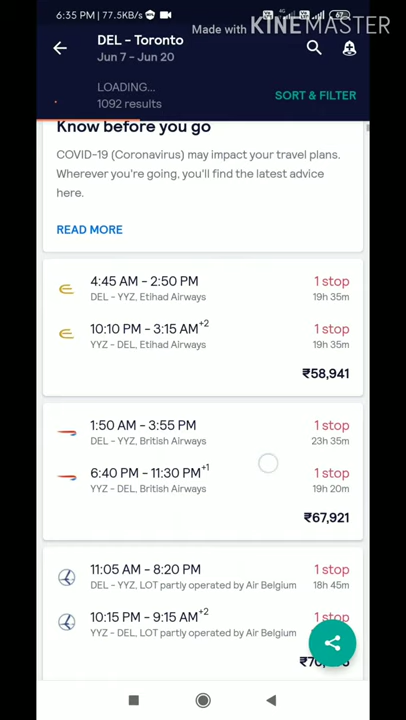 6:35 PM | 77.5KB/s
Made with KINEMASTER
DEL - Toronto
Jun 7 - Jun 20
LOADING...
1092 results
SORT & FILTER
Know before you go
COVID-19 (Coronavirus) may impact your travel plans.
Wherever you're going, you'll find the latest advice
here.
READ MORE
4:45 AM – 2:50 PM 1 stop
DEL – YYZ, Etihad Airways 19h 35m
10:10 PM – 3:15 AM+2 1 stop
YYZ – DEL, Etihad Airways 19h 35m
₹58,941
1:50 AM – 3:55 PM 1 stop
DEL – YYZ, British Airways 23h 35m
6:40 PM – 11:30 PM+1 1 stop
YYZ – DEL, British Airways 19h 20m
₹67,921
11:05 AM – 8:20 PM 1 stop
DEL – YYZ, LOT partly operated by Air Belgium 18h 45m
10:15 PM – 9:15 AM+2 1 stop
YYZ – DEL, LOT partly operated by Air Belgium